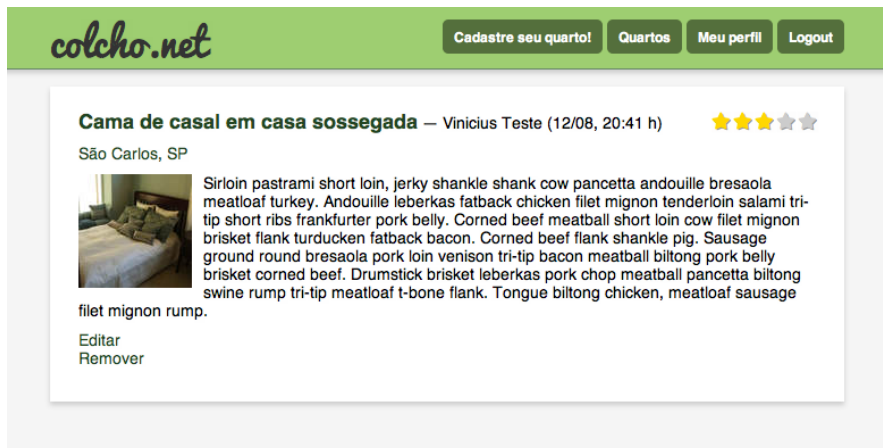 colcho.net
Cadastre seu quarto! Quartos Meu perfil Logout
Cama de casal em casa sossegada — Vinicius Teste (12/08, 20:41 h)
São Carlos, SP
Sirloin pastrami short loin, jerky shankle shank cow pancetta andouille bresaola
meatloaf turkey. Andouille leberkas fatback chicken filet mignon tenderloin salami tri-
tip short ribs frankfurter pork belly. Corned beef meatball short loin cow filet mignon
brisket flank turducken fatback bacon. Corned beef flank shankle pig. Sausage
ground round bresaola pork loin venison tri-tip bacon meatball biltong pork belly
brisket corned beef. Drumstick brisket leberkas pork chop meatball pancetta biltong
swine rump tri-tip meatloaf t-bone flank. Tongue biltong chicken, meatloaf sausage
filet mignon rump.
Editar
Remover